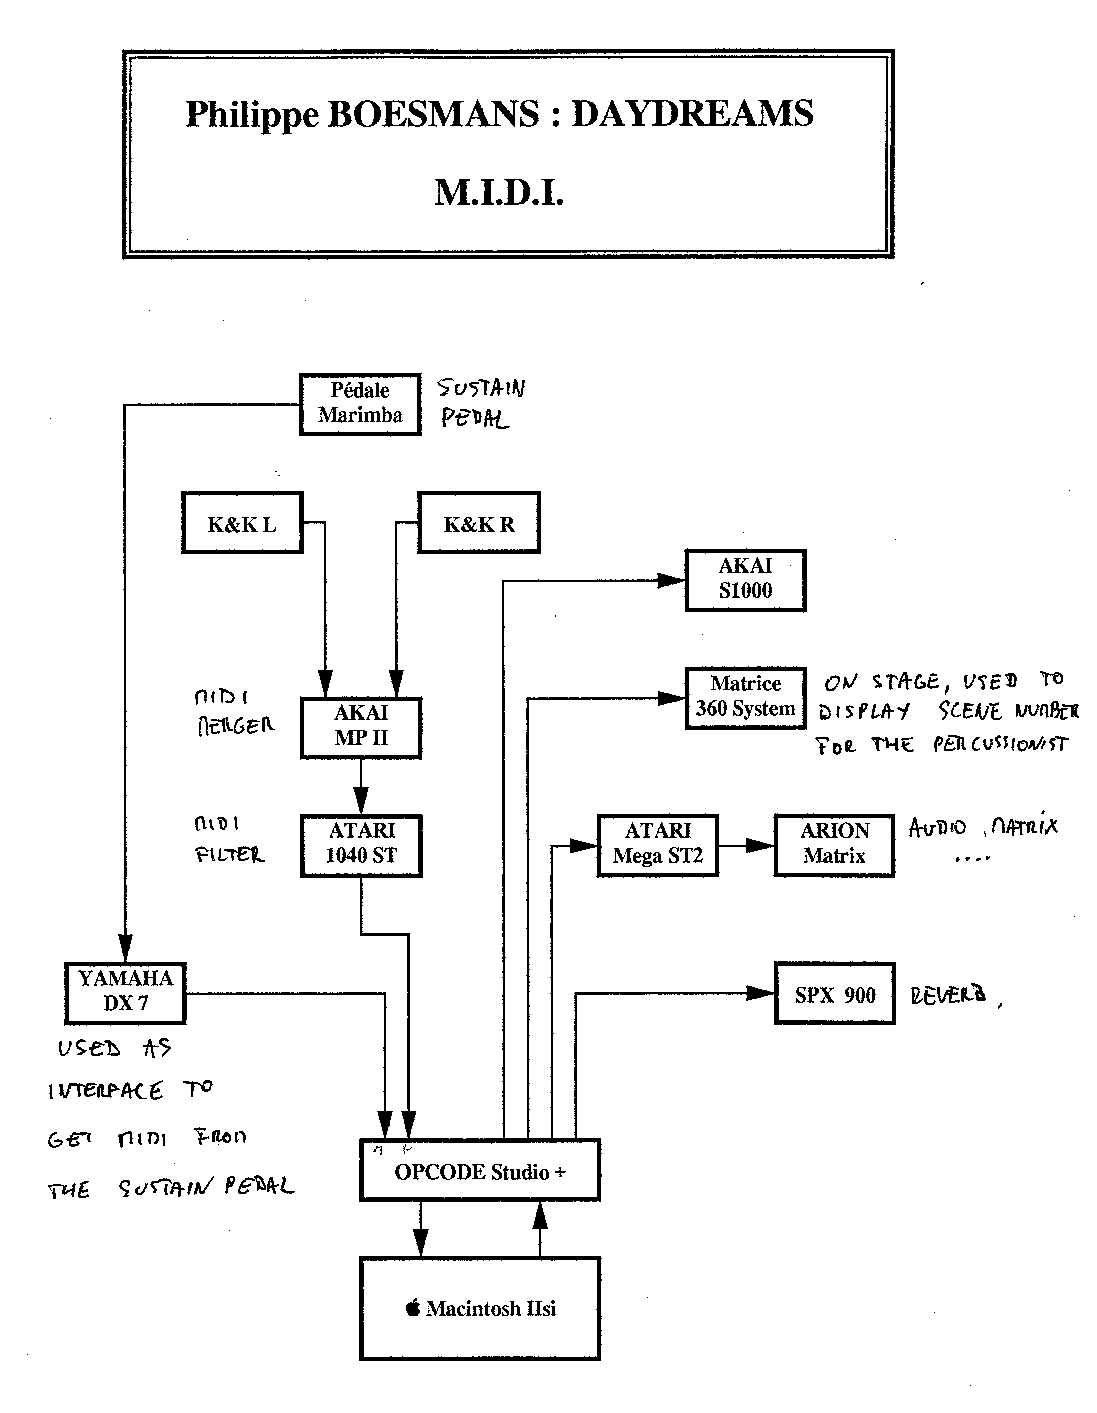 Philippe BOESMANS : DAYDREAMS
M.I.D.I.
Pédale
Marimba
SUSTAIN
PEDAL
K&K L
K&K R
AKAI
S1000
MIDI
MERGER
AKAI
MP II
Matrice
360 System
ON STAGE, USED TO
DISPLAY SCENE NUMBER
FOR THE PERCUSSIONIST
MIDI
FILTER
ATARI
1040 ST
ATARI
Mega ST2
ARION
Matrix
AUDIO MATRIX
....
YAMAHA
DX 7
SPX 900
REVERB,
USED AS
INTERFACE TO
GET MIDI FROM
THE SUSTAIN PEDAL
OPCODE Studio +
Macintosh IIsi